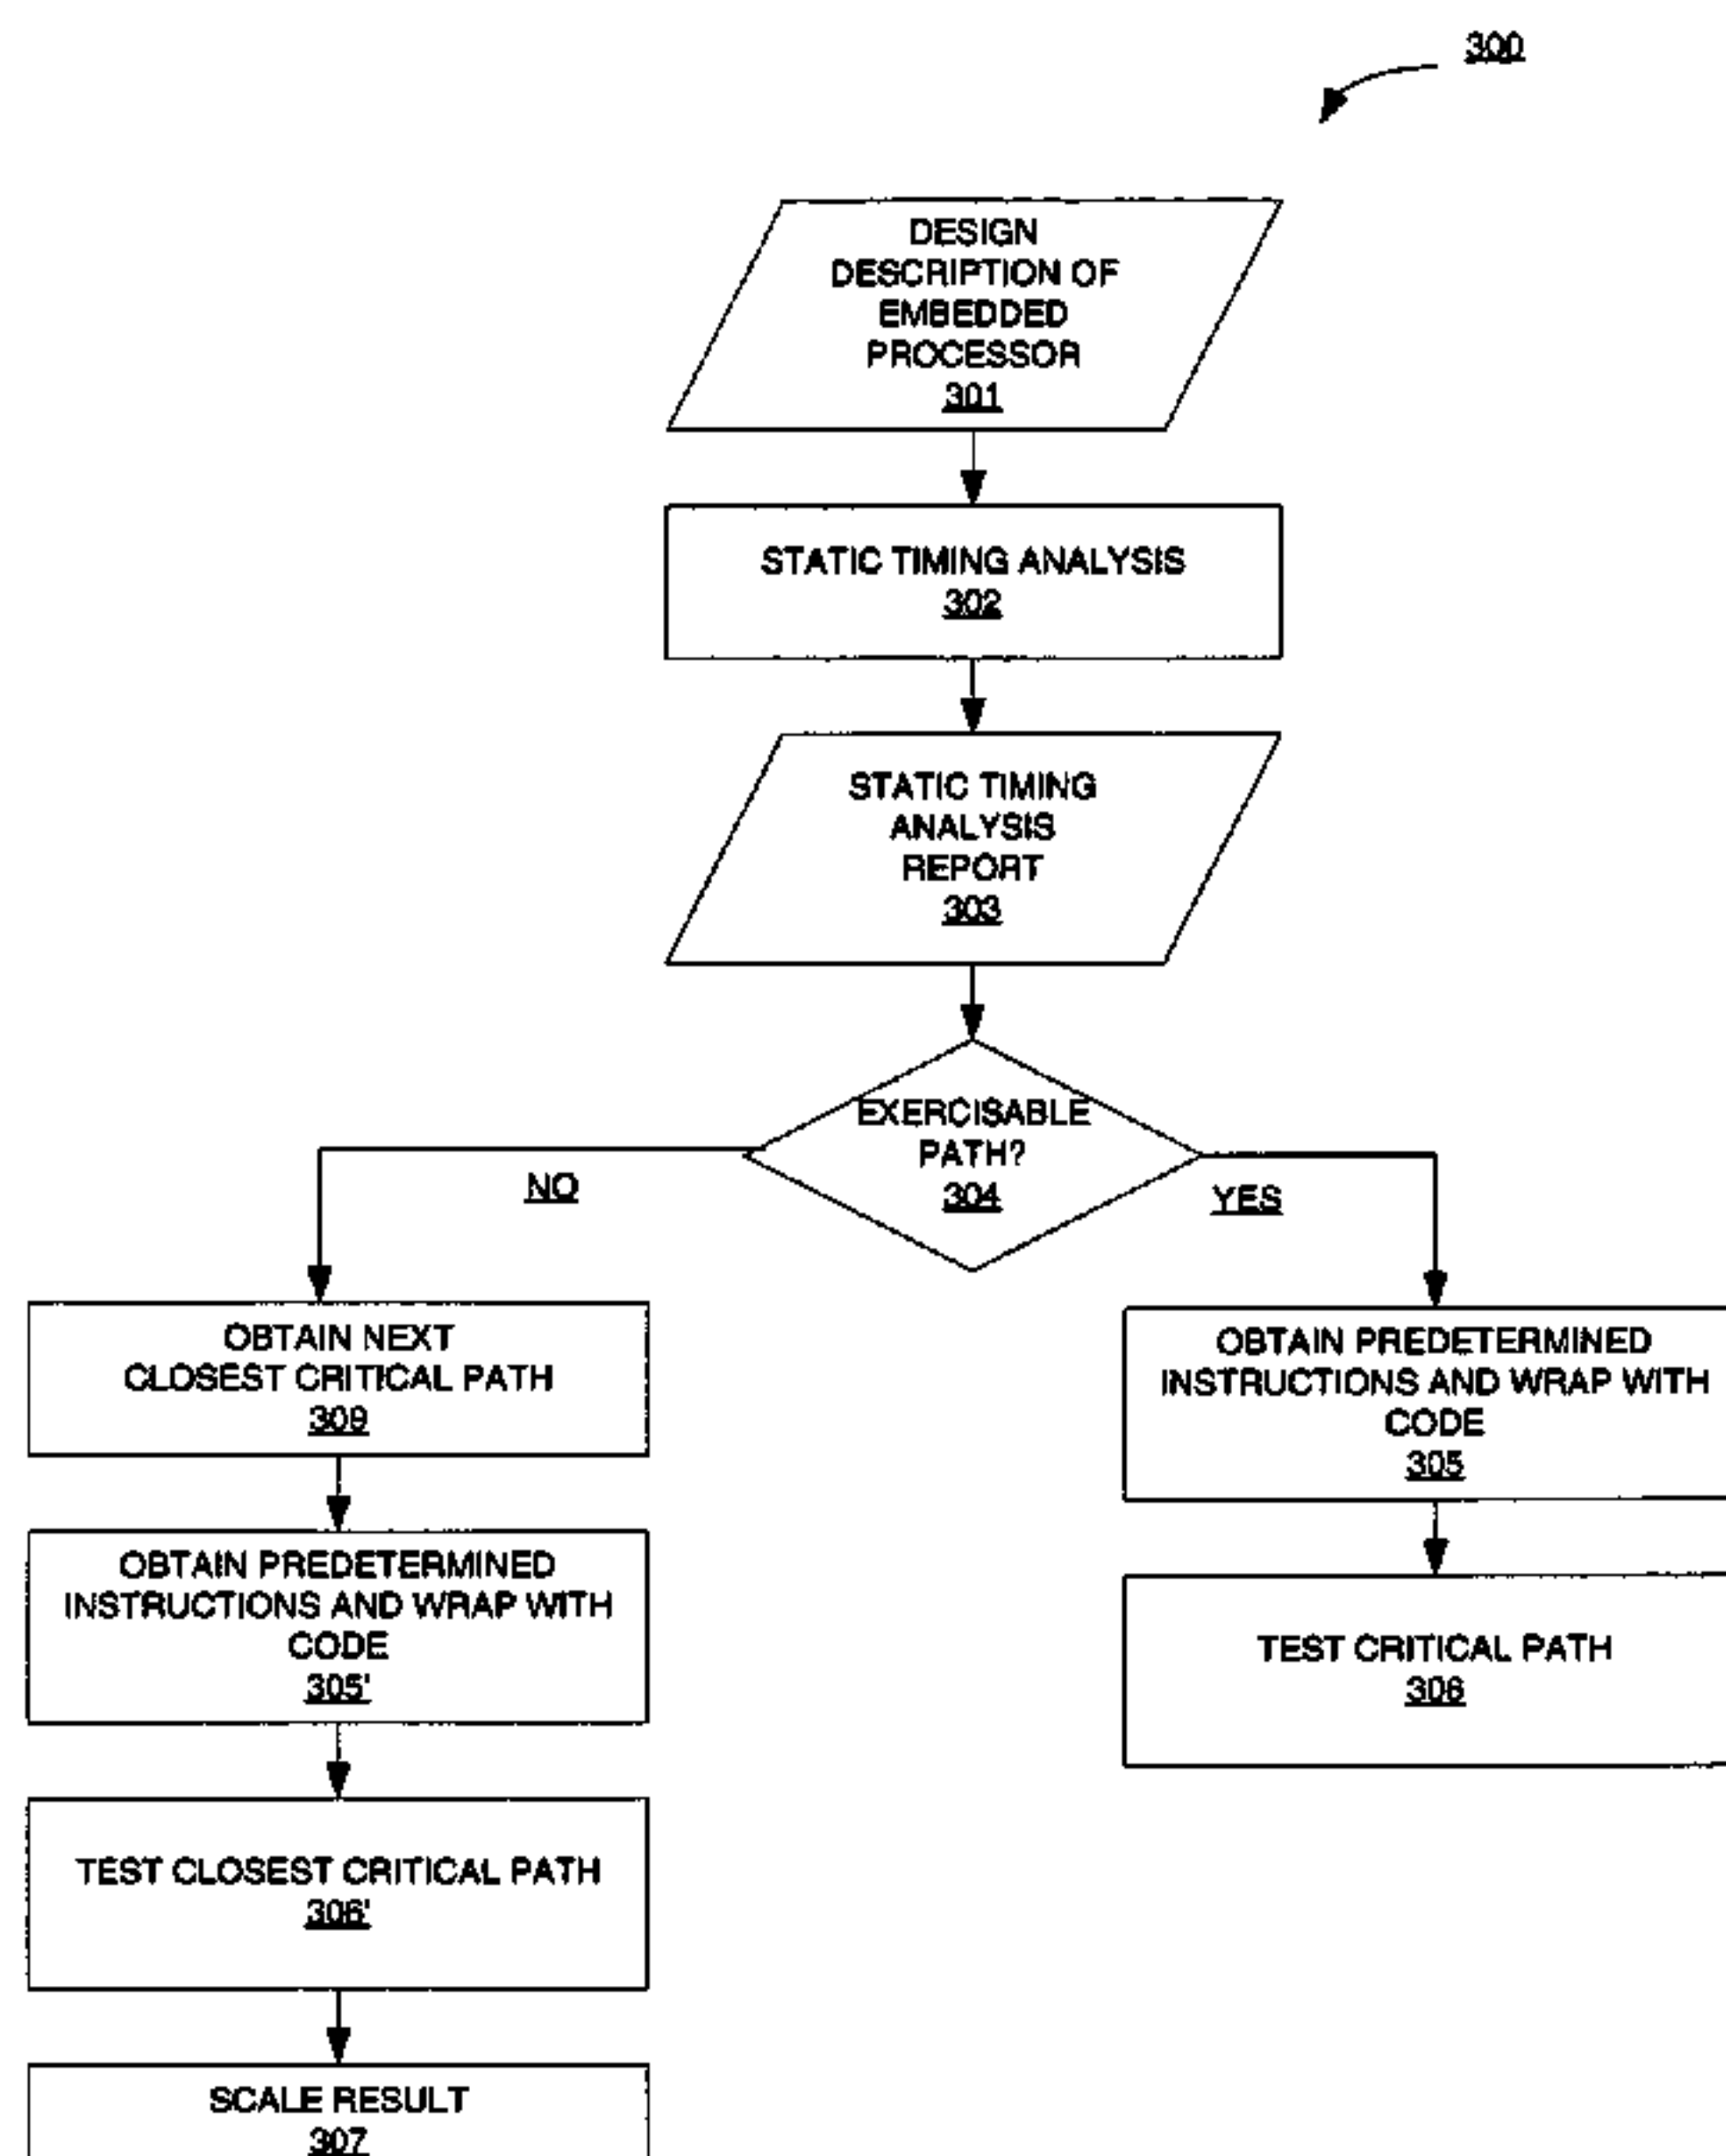 300
DESIGN
DESCRIPTION OF
EMBEDDED
PROCESSOR
301
STATIC TIMING ANALYSIS
302
STATIC TIMING
ANALYSIS
REPORT
303
EXERCISABLE
PATH?
304
NO
YES
OBTAIN NEXT
CLOSEST CRITICAL PATH
309
OBTAIN PREDETERMINED
INSTRUCTIONS AND WRAP WITH
CODE
305'
TEST CLOSEST CRITICAL PATH
306'
SCALE RESULT
307
OBTAIN PREDETERMINED
INSTRUCTIONS AND WRAP WITH
CODE
305
TEST CRITICAL PATH
306